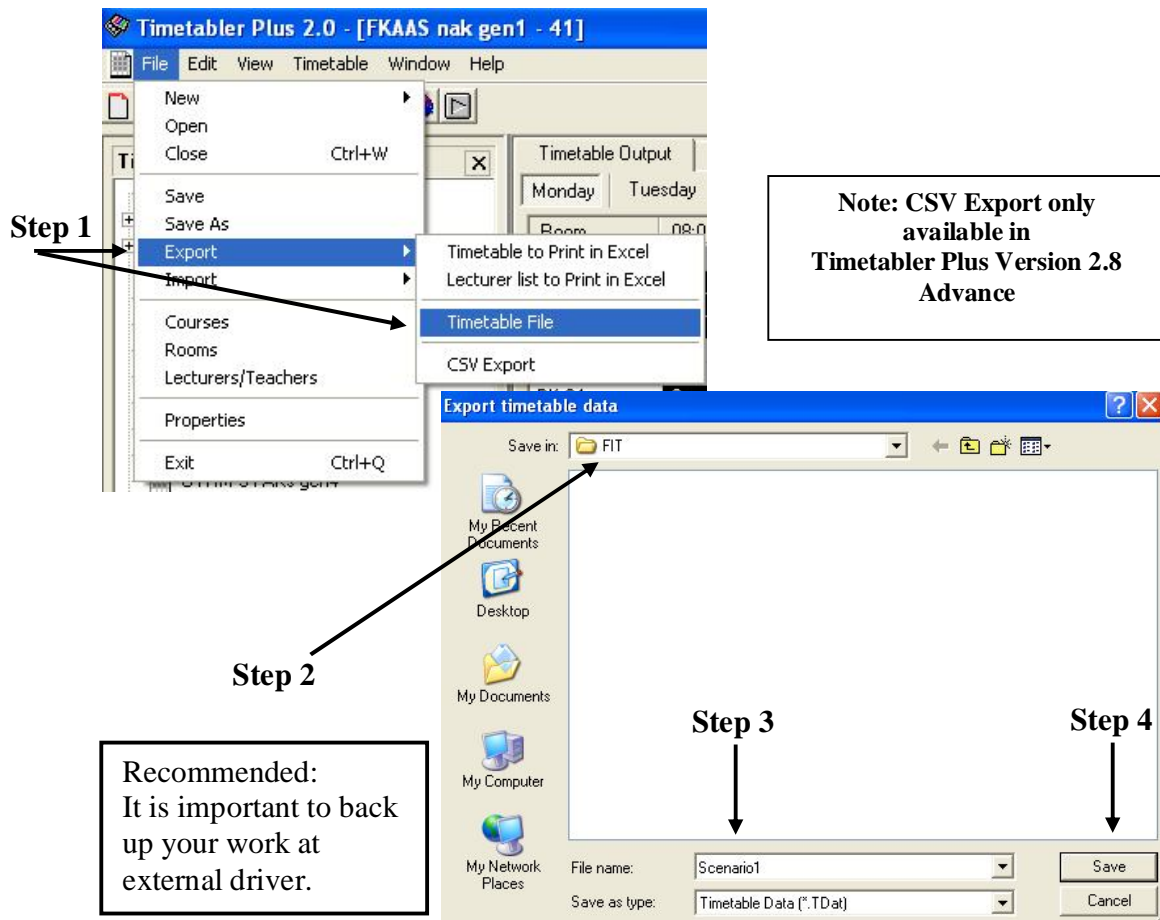 Timetabler Plus 2.0 - [FKAAS nak gen1 - 41]
File Edit View Timetable Window Help
New
Open
Close Ctrl+W
Save
Save As
Export
Import
Courses
Rooms
Lecturers/Teachers
Properties
Exit Ctrl+Q
Timetable Output
Monday Tuesday
Room
Timetable to Print in Excel
Lecturer list to Print in Excel
Timetable File
CSV Export
Step 1
Note: CSV Export only
available in
Timetabler Plus Version 2.8
Advance
Export timetable data
Save in: FIT
My Recent
Documents
Desktop
My Documents
My Computer
My Network
Places
Step 2
Step 3
Step 4
File name: Scenario1 Save
Save as type: Timetable Data (*.TDat) Cancel
Recommended:
It is important to back
up your work at
external driver.